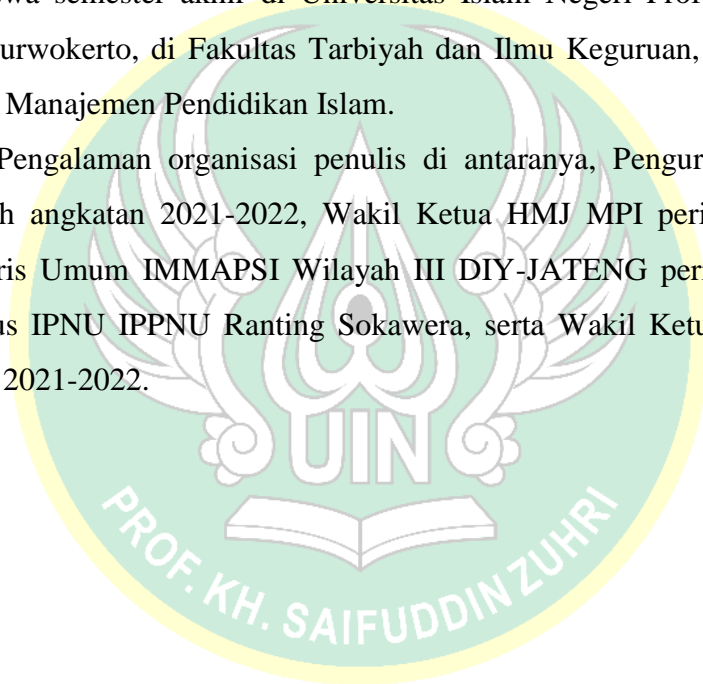 semester akhir di Universitas Islam Negeri Prof
urwokerto, di Fakultas Tarbiyah dan Ilmu Keguruan,
Manajemen Pendidikan Islam.
Pengalaman organisasi penulis di antaranya, Pengur
h angkatan 2021-2022, Wakil Ketua HMJ MPI peri
ris Umum IMMAPSI Wilayah III DIY-JATENG peri
us IPNU IPPNU Ranting Sokawera, serta Wakil Ketu
2021-2022.
UIN
PROF. KH. SAIFUDDIN ZUHRI